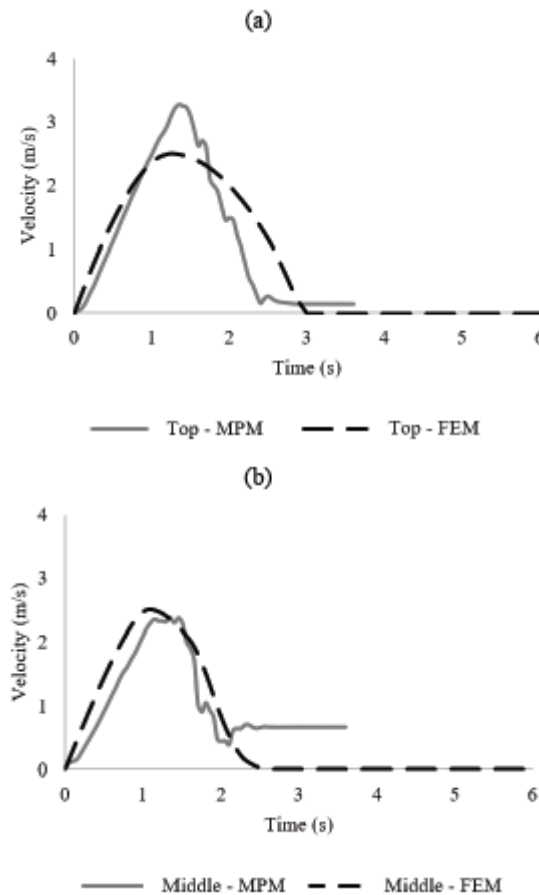 (a)
4
3
2
1
0
Velocity (m/s)
0 1 2 3 4 5 6
Time (s)
Top - MPM Top - FEM
(b)
4
3
2
1
0
Velocity (m/s)
0 1 2 3 4 5 6
Time (s)
Middle - MPM Middle - FEM